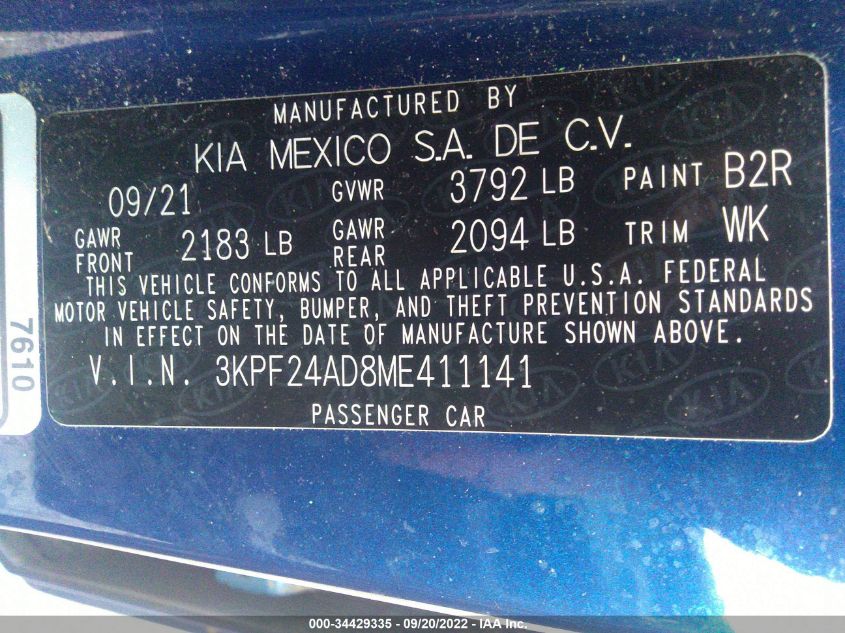 MANUFACTURED BY
KIA MEXICO S.A. DE C.V.
09/21 GVWR 3792 LB PAINT B2R
GAWR FRONT 2183 LB GAWR REAR 2094 LB TRIM WK
THIS VEHICLE CONFORMS TO ALL APPLICABLE U.S.A. FEDERAL
MOTOR VEHICLE SAFETY, BUMPER, AND THEFT PREVENTION STANDARDS
IN EFFECT ON THE DATE OF MANUFACTURE SHOWN ABOVE.
V.I.N. 3KPF24AD8ME411141
PASSENGER CAR
7610
000-34429335 - 09/20/2022 - IAA Inc.